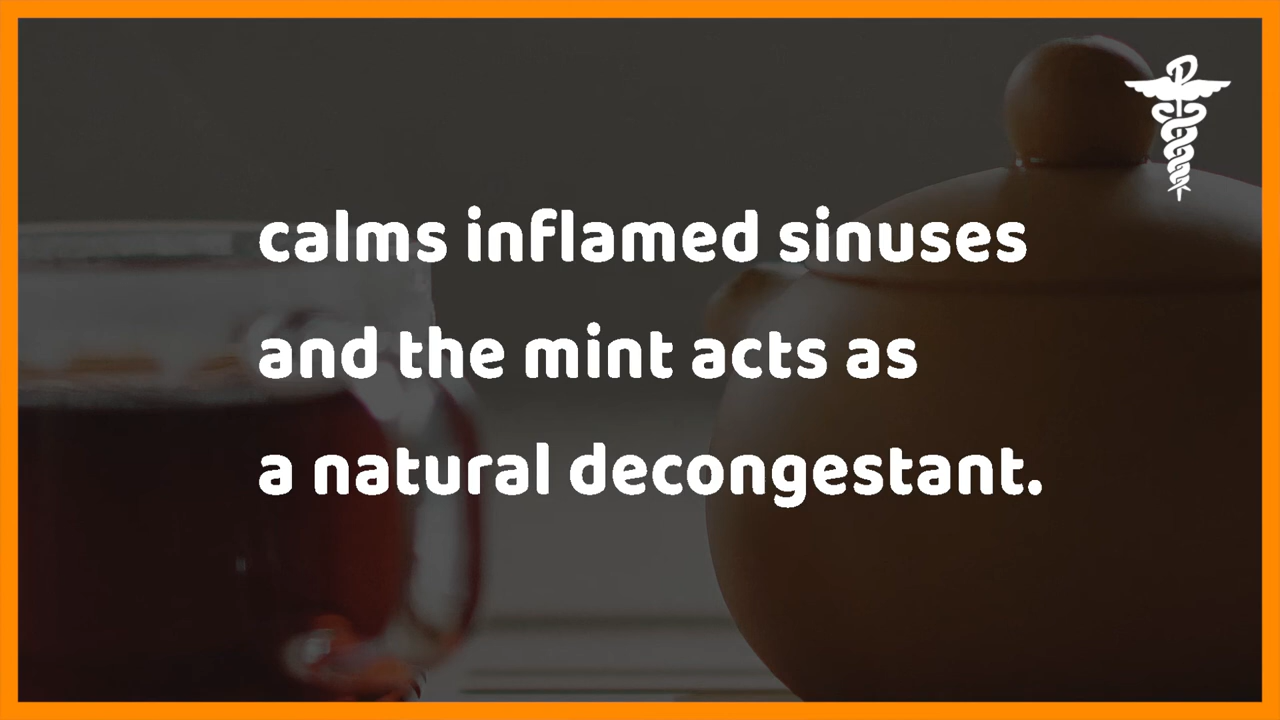 calms inflamed sinuses
and the mint acts as
a natural decongestant.